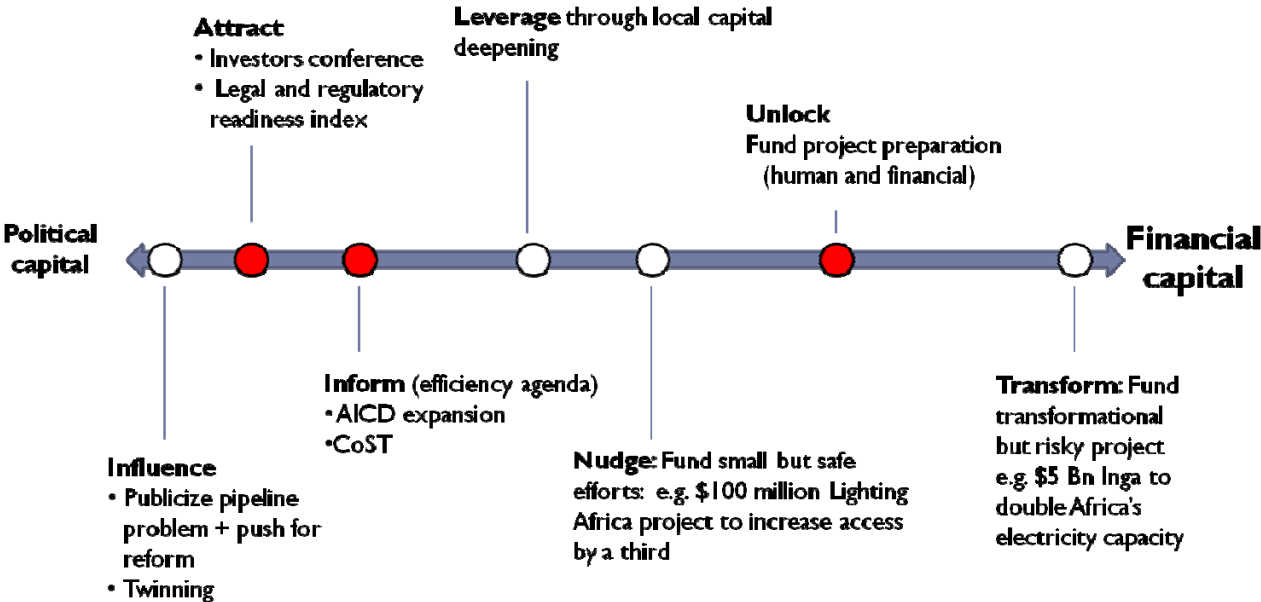 Attract
• Investors conference
• Legal and regulatory
readiness index
Leverage through local capital
deepening
Unlock
Fund project preparation
(human and financial)
Political
capital
Financial
capital
Influence
• Publicize pipeline
problem + push for
reform
• Twinning
Inform (efficiency agenda)
•AICD expansion
•CoST
Nudge: Fund small but safe
efforts: e.g. $100 million Lighting
Africa project to increase access
by a third
Transform: Fund
transformational
but risky project
e.g. $5 Bn Inga to
double Africa's
electricity capacity